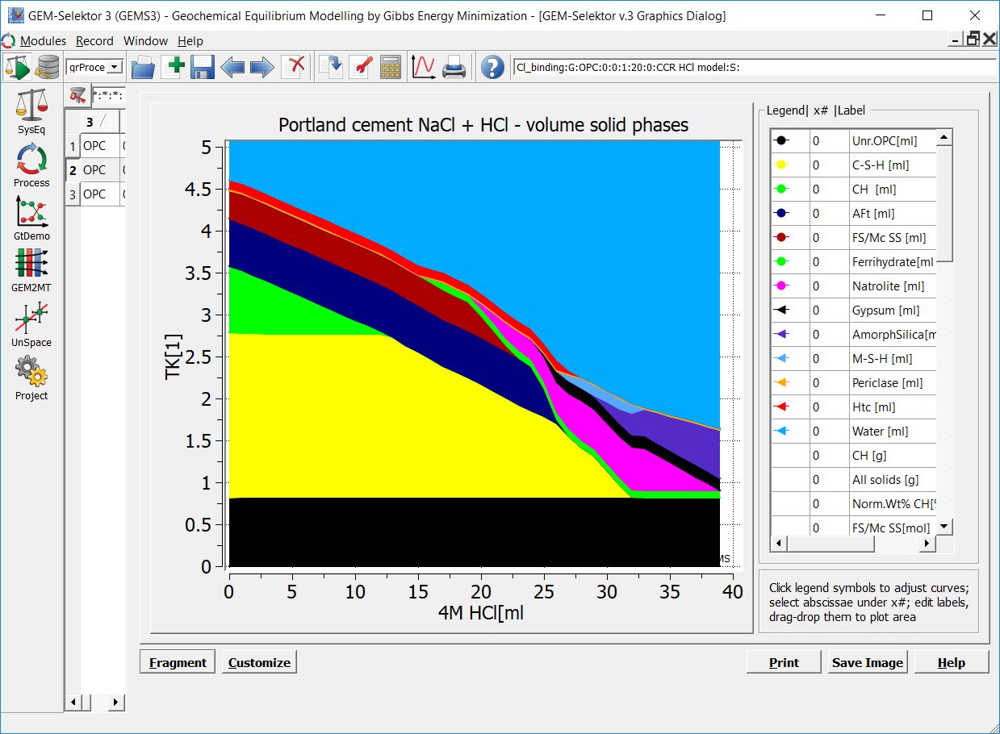 GEM-Selektor 3 (GEMS3) - Geochemical Equilibrium Modelling by Gibbs Energy Minimization - [GEM-Selektor v.3 Graphics Dialog]
Modules Record Window Help
grProce
Cl_binding:G:OPC:0:0:1:20:0:CCR HCl model:S:
SysEq
Process
GtDemo
GEM2MT
UnSpace
Project
*:*:*:
3
1 OPC
2 OPC
3 OPC
Portland cement NaCl + HCl - volume solid phases
TK[1]
5
4.5
4
3.5
3
2.5
2
1.5
1
0.5
0
0 5 10 15 20 25 30 35 40
4M HCl[ml
MS
Legend| x# |Label
0 Unr.OPC[ml]
0 C-S-H [ml]
0 CH [ml]
0 AFt [ml]
0 FS/Mc SS [ml]
0 Ferrihydrate[ml
0 Natrolite [ml]
0 Gypsum [ml]
0 AmorphSilica[m
0 M-S-H [ml]
0 Periclase [ml]
0 Htc [ml]
0 Water [ml]
0 CH [g]
0 All solids [g]
0 Norm.Wt% CH[%
0 FS/Mc SS[mol]
Click legend symbols to adjust curves;
select abscissae under x#; edit labels,
drag-drop them to plot area
Fragment Customize Print Save Image Help